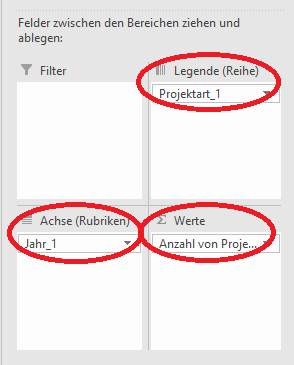 Felder zwischen den Bereichen ziehen und
ablegen:
Filter
Legende (Reihe)
Projektart_1
Achse (Rubriken)
Jahr_1
Σ Werte
Anzahl von Proje...